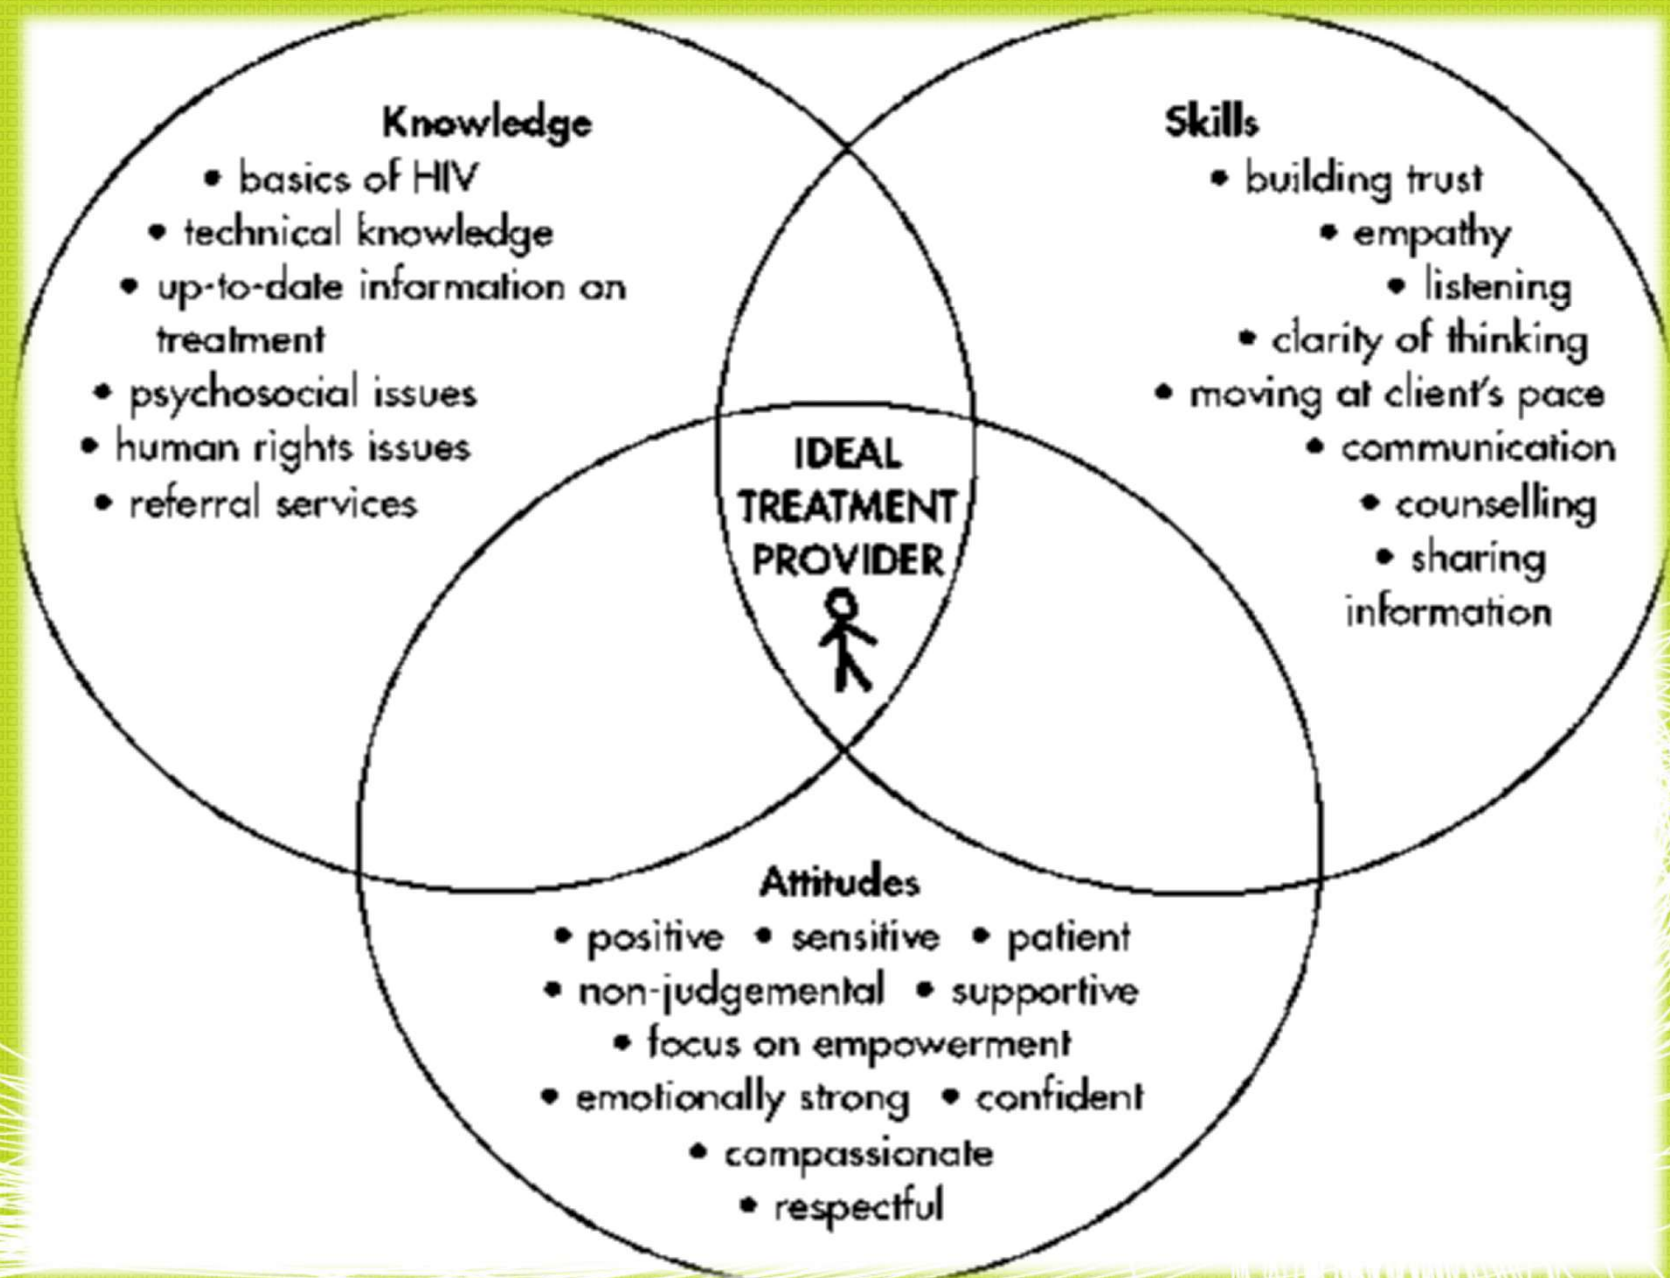 Knowledge
• basics of HIV
• technical knowledge
• up-to-date information on
treatment
• psychosocial issues
• human rights issues
• referral services
Skills
• building trust
• empathy
• listening
• clarity of thinking
• moving at client's pace
• communication
• counselling
• sharing
information
IDEAL
TREATMENT
PROVIDER
Attitudes
• positive • sensitive • patient
• non-judgemental • supportive
• focus on empowerment
• emotionally strong • confident
• compassionate
• respectful